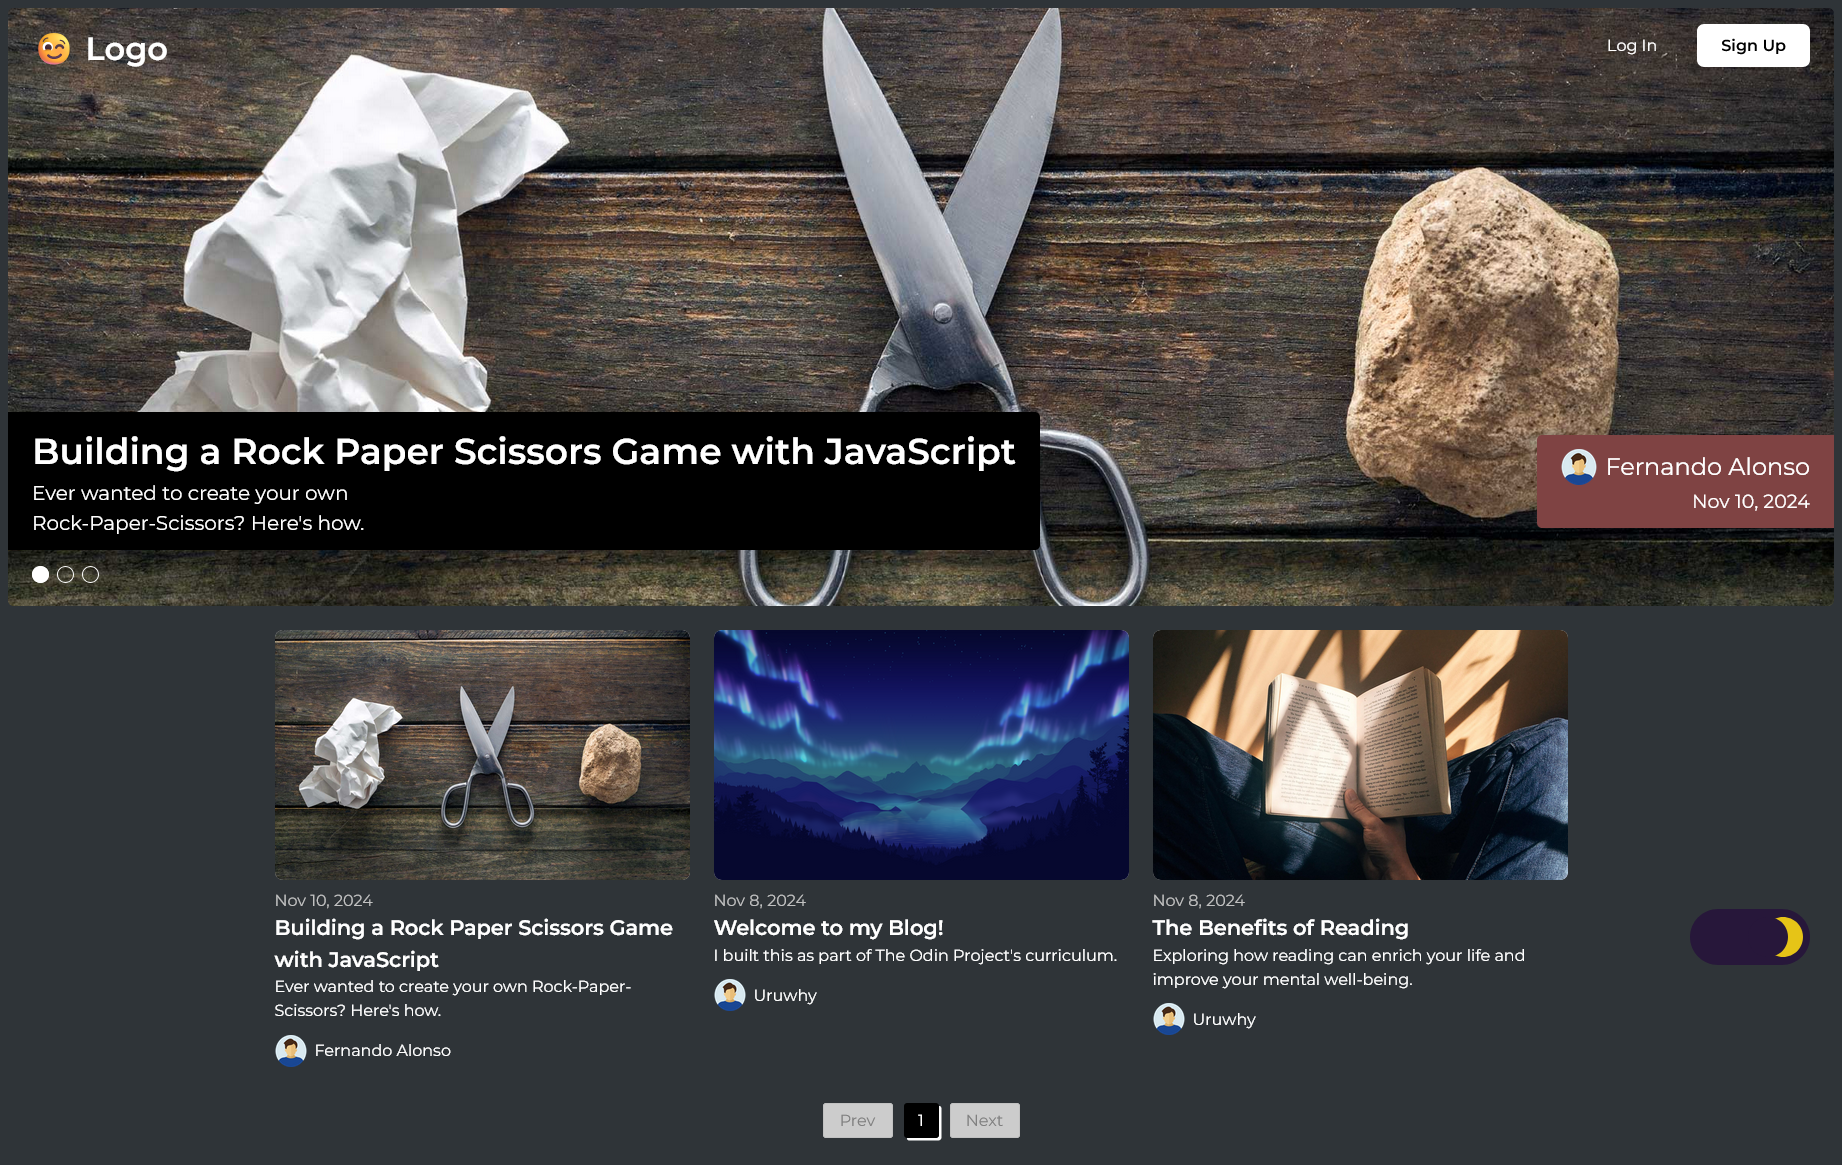 Logo
Log In
Sign Up
Building a Rock Paper Scissors Game with JavaScript
Ever wanted to create your own
Rock-Paper-Scissors? Here's how.
Fernando Alonso
Nov 10, 2024
Nov 10, 2024
Building a Rock Paper Scissors Game
with JavaScript
Ever wanted to create your own Rock-Paper-
Scissors? Here's how.
Fernando Alonso
Nov 8, 2024
Welcome to my Blog!
I built this as part of The Odin Project's curriculum.
Uruwhy
Nov 8, 2024
The Benefits of Reading
Exploring how reading can enrich your life and
improve your mental well-being.
Uruwhy
Prev
1
Next